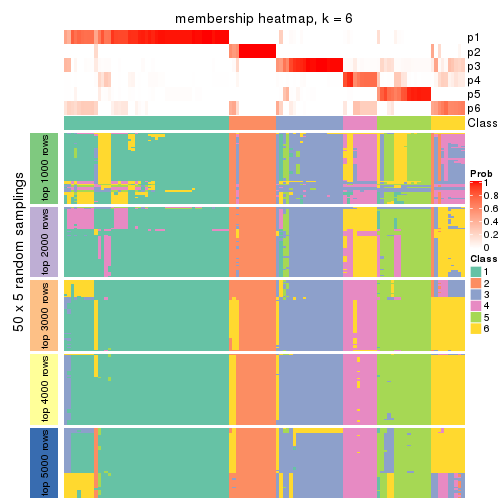 membership heatmap, k = 6
p1
p2
p3
p4
p5
p6
Class
50 x 5 random samplings
top 1000 rows
top 2000 rows
top 3000 rows
top 4000 rows
top 5000 rows
Prob
1
0.8
0.6
0.4
0.2
0
Class
1
2
3
4
5
6